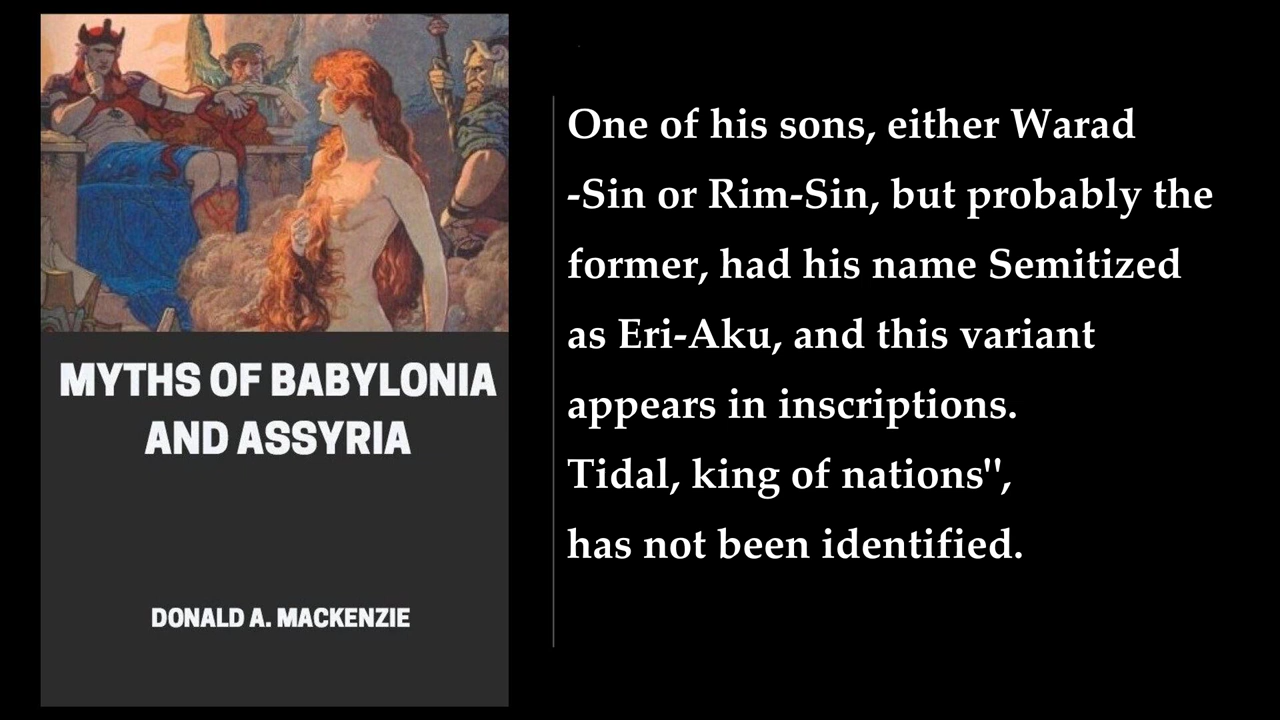 MYTHS OF BABYLONIA
AND ASSYRIA
DONALD A. MACKENZIE
One of his sons, either Warad
-Sin or Rim-Sin, but probably the
former, had his name Semitized
as Eri-Aku, and this variant
appears in inscriptions.
Tidal, king of nations",
has not been identified.